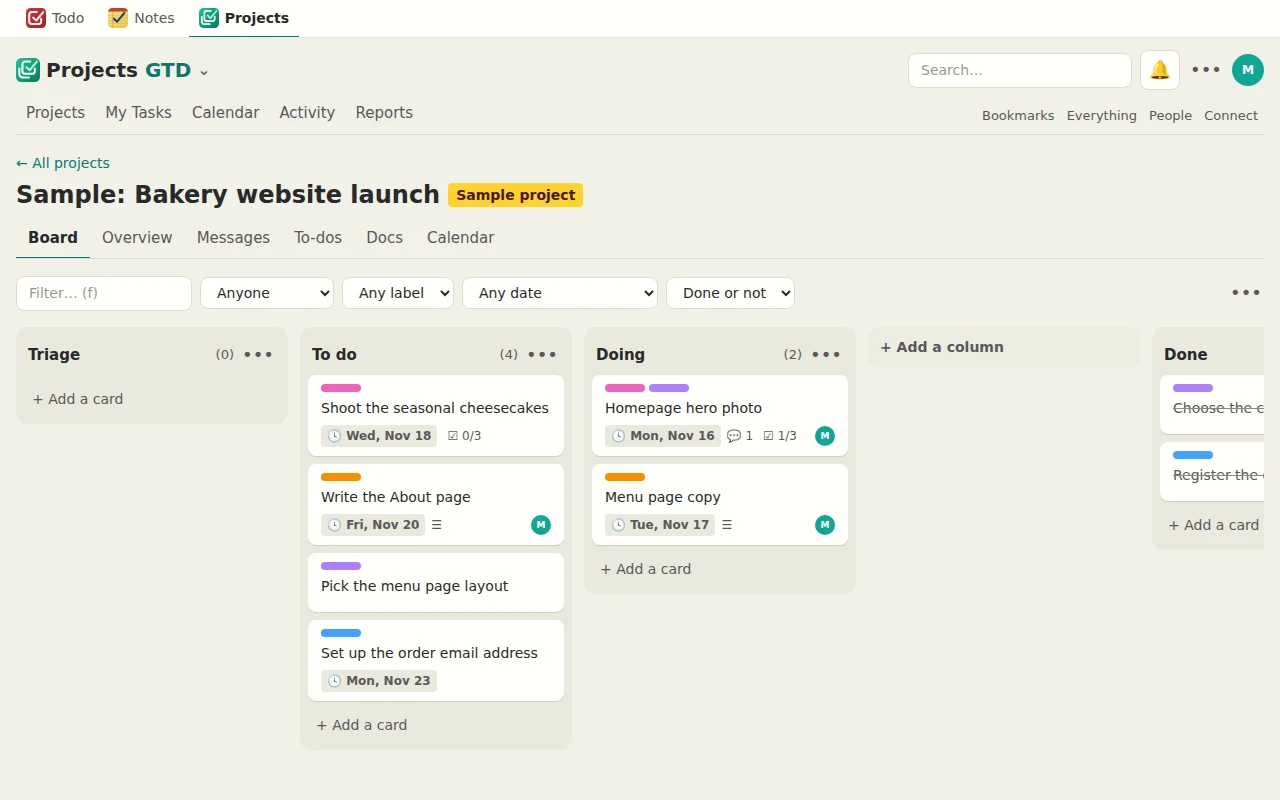 Todo Notes Projects
Projects GTD
Search…
M
Projects My Tasks Calendar Activity Reports
Bookmarks Everything People Connect
← All projects
Sample: Bakery website launch Sample project
Board Overview Messages To-dos Docs Calendar
Filter… (f) Anyone Any label Any date Done or not
Triage (0)
+ Add a card
To do (4)
Shoot the seasonal cheesecakes
Wed, Nov 18 0/3
Write the About page
Fri, Nov 20 M
Pick the menu page layout
Set up the order email address
Mon, Nov 23
+ Add a card
Doing (2)
Homepage hero photo
Mon, Nov 16 1 1/3 M
Menu page copy
Tue, Nov 17 M
+ Add a card
+ Add a column
Done
Choose the
Register the
+ Add a card